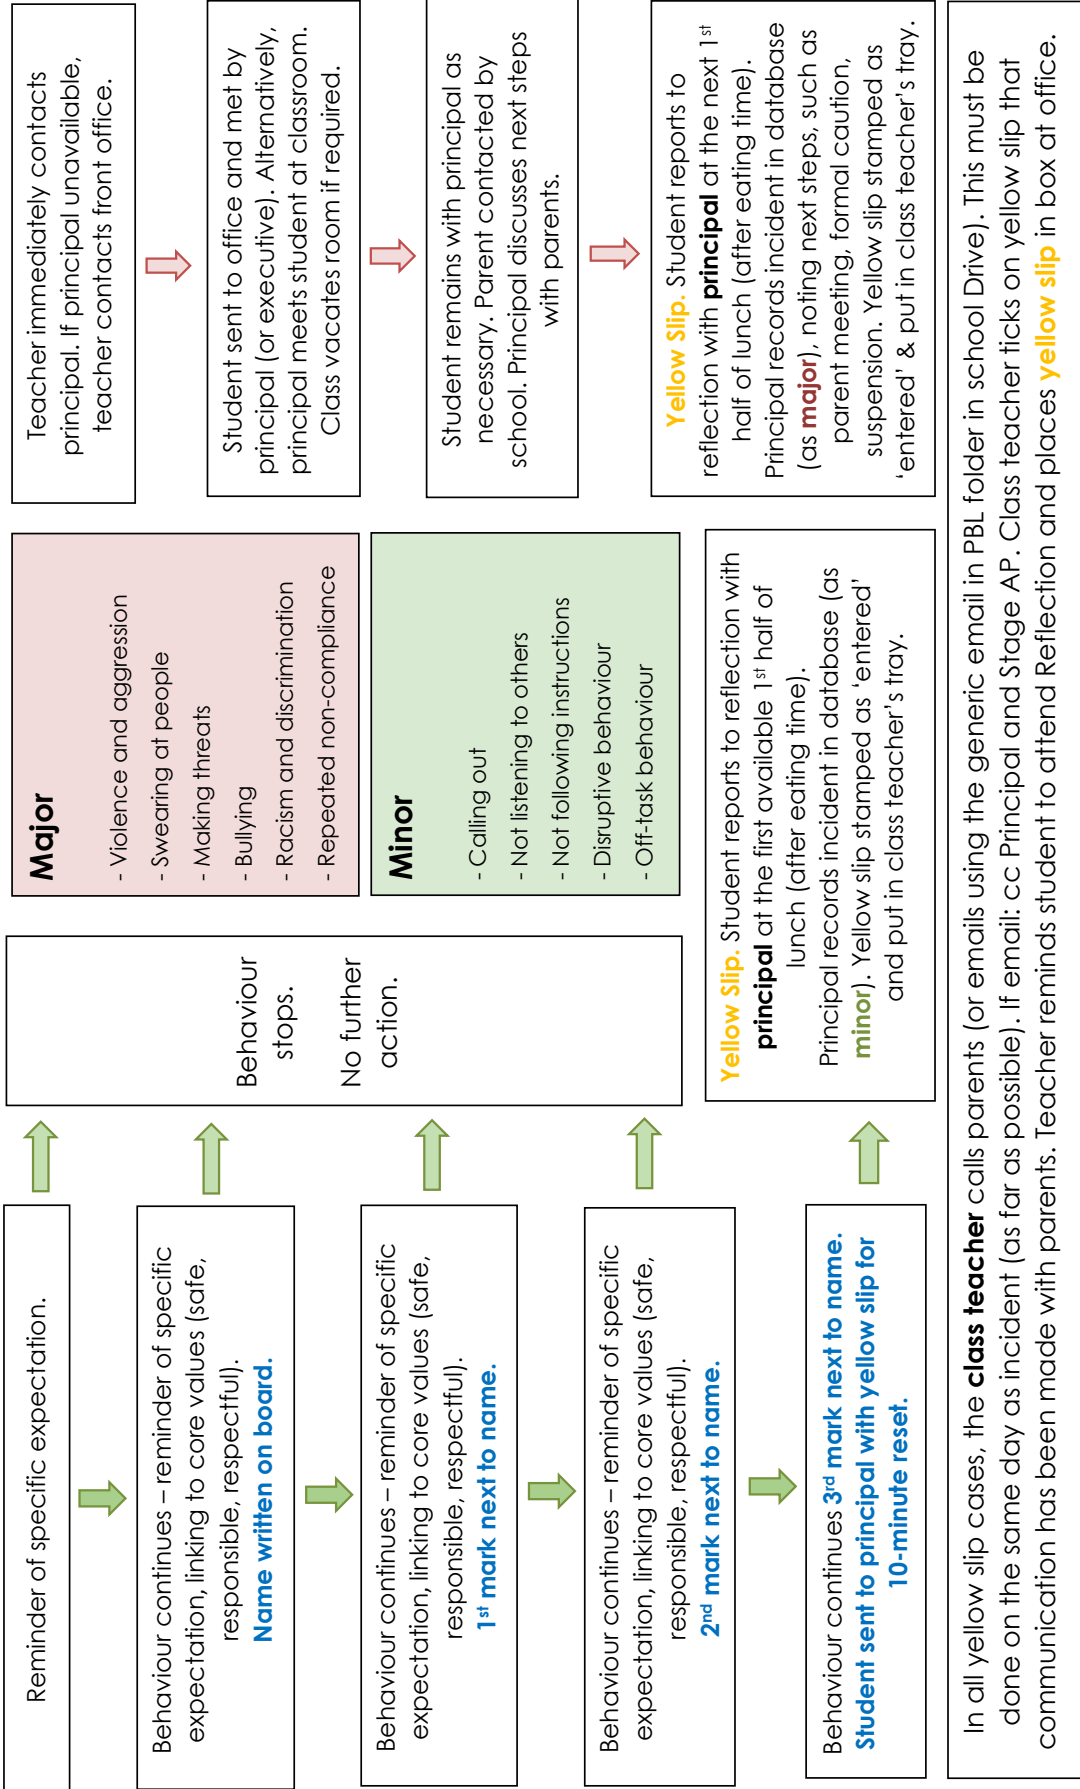 Reminder of specific expectation.
Behaviour continues – reminder of specific
expectation, linking to core values (safe,
responsible, respectful).
Name written on board.
Behaviour continues – reminder of specific
expectation, linking to core values (safe,
responsible, respectful).
1st mark next to name.
Behaviour continues – reminder of specific
expectation, linking to core values (safe,
responsible, respectful).
2nd mark next to name.
Behaviour continues 3rd mark next to name.
Student sent to principal with yellow slip for
10-minute reset.
Behaviour
stops.
No further
action.
Yellow Slip. Student reports to reflection with
principal at the first available 1st half of
lunch (after eating time).
Principal records incident in database (as
minor). Yellow slip stamped as ‘entered’
and put in class teacher’s tray.
Major
- Violence and aggression
- Swearing at people
- Making threats
- Bullying
- Racism and discrimination
- Repeated non-compliance
Minor
- Calling out
- Not listening to others
- Not following instructions
- Disruptive behaviour
- Off-task behaviour
Teacher immediately contacts
principal. If principal unavailable,
teacher contacts front office.
Student sent to office and met by
principal (or executive). Alternatively,
principal meets student at classroom.
Class vacates room if required.
Student remains with principal as
necessary. Parent contacted by
school. Principal discusses next steps
with parents.
Yellow Slip. Student reports to
reflection with principal at the next 1st
half of lunch (after eating time).
Principal records incident in database
(as major), noting next steps, such as
parent meeting, formal caution,
suspension. Yellow slip stamped as
‘entered’ & put in class teacher’s tray.
In all yellow slip cases, the class teacher calls parents (or emails using the generic email in PBL folder in school Drive). This must be
done on the same day as incident (as far as possible). If email: cc Principal and Stage AP. Class teacher ticks on yellow slip that
communication has been made with parents. Teacher reminds student to attend Reflection and places yellow slip in box at office.